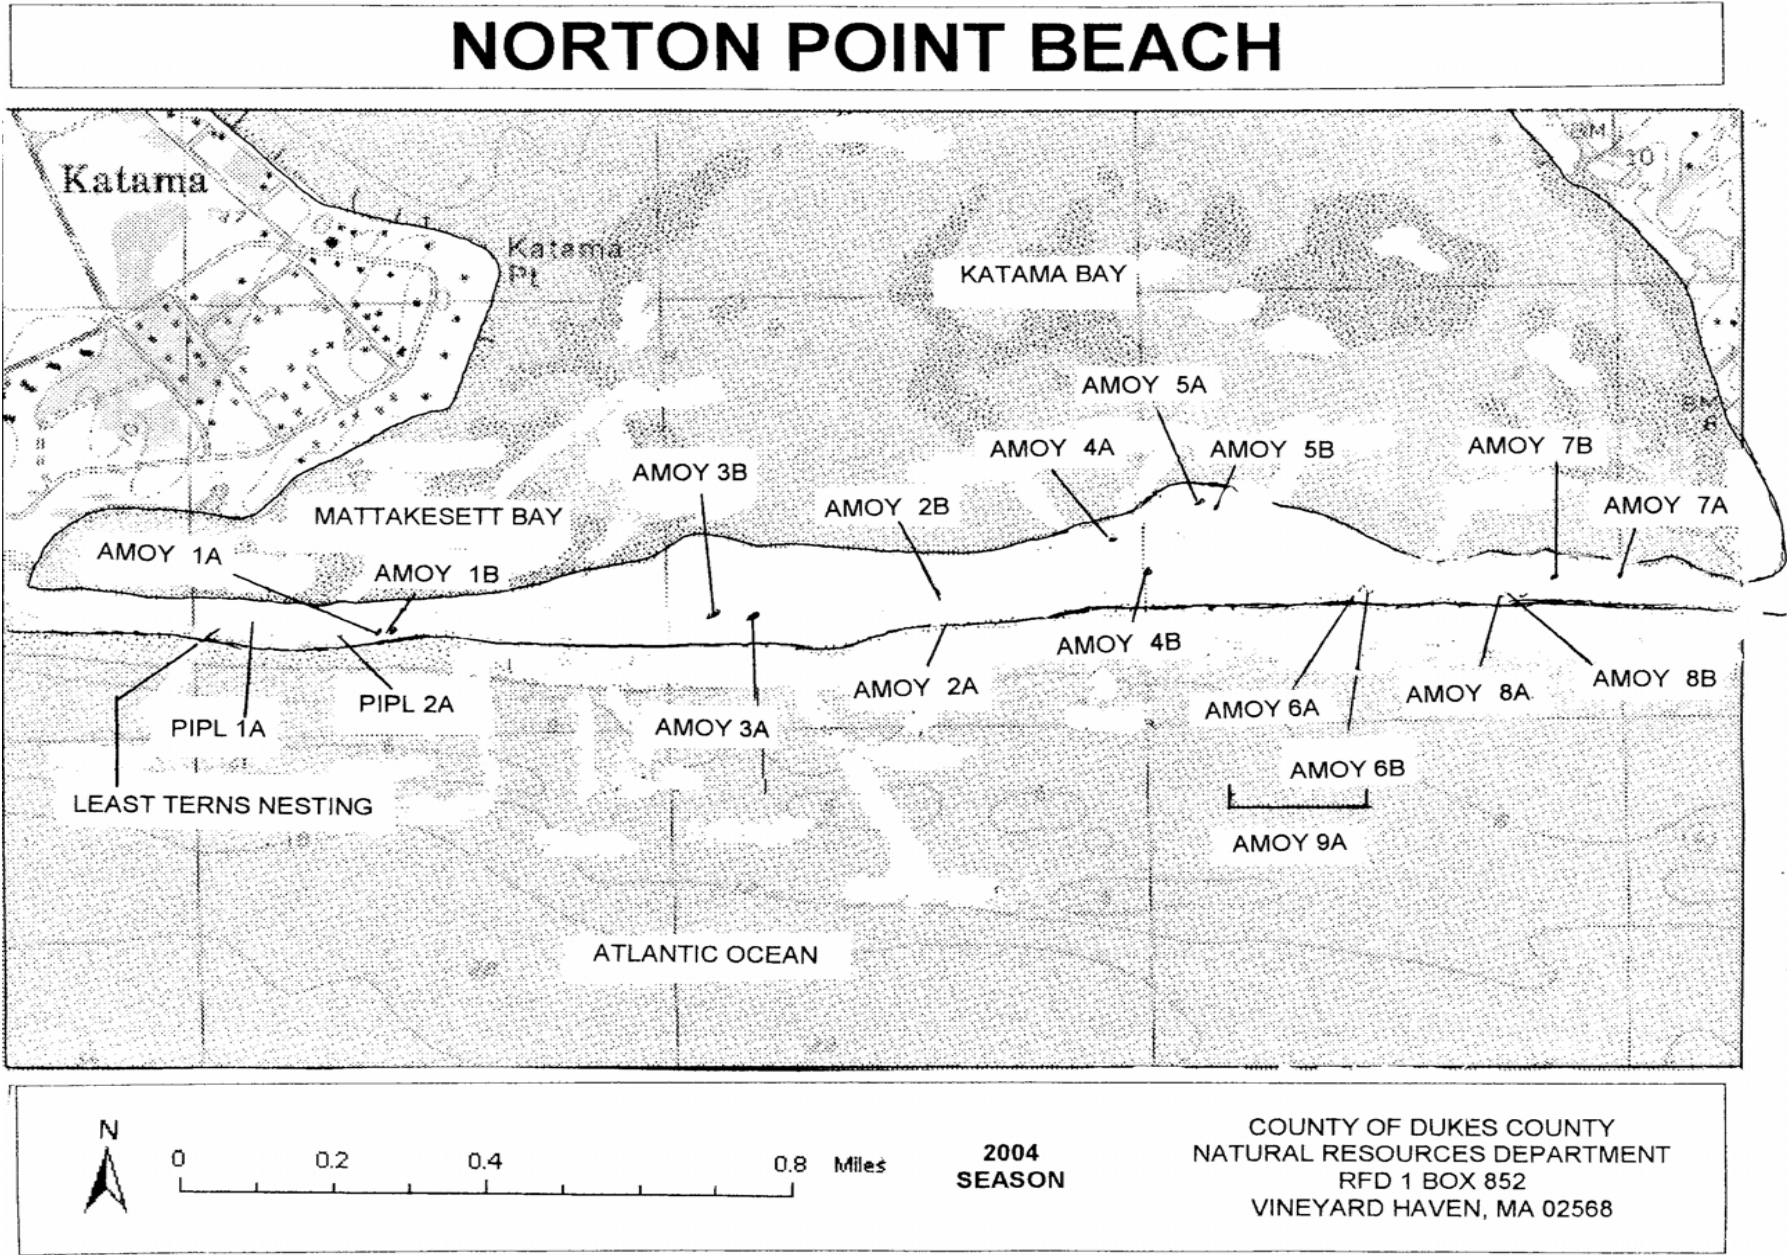 NORTON POINT BEACH
Katama
Katama
Pt
BM
10
KATAMA BAY
AMOY 5A
BM
8
AMOY 3B
AMOY 4A
AMOY 5B
AMOY 7B
MATTAKESETT BAY
AMOY 2B
AMOY 7A
AMOY 1A
AMOY 1B
AMOY 4B
PIPL 1A
PIPL 2A
AMOY 3A
AMOY 2A
AMOY 6A
AMOY 8A
AMOY 8B
AMOY 6B
LEAST TERNS NESTING
AMOY 9A
ATLANTIC OCEAN
N
0 0.2 0.4 0.8 Miles
2004
SEASON
COUNTY OF DUKES COUNTY
NATURAL RESOURCES DEPARTMENT
RFD 1 BOX 852
VINEYARD HAVEN, MA 02568